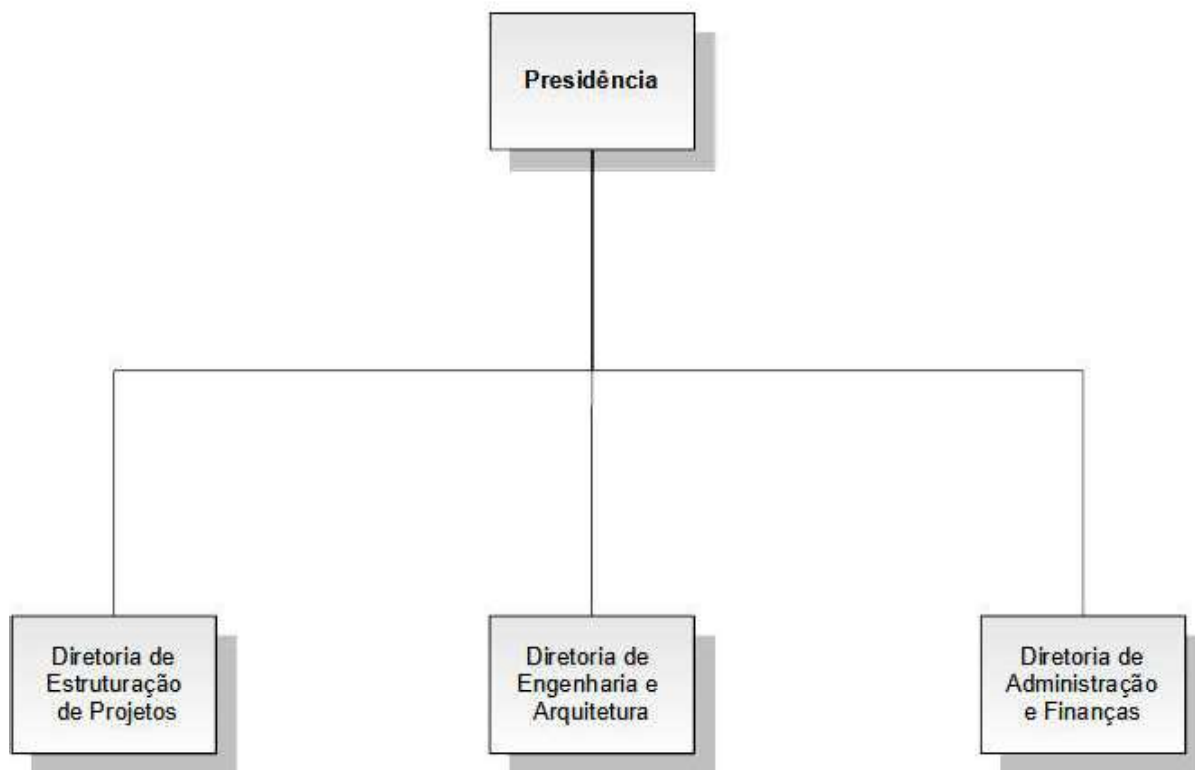 Presidência
Diretoria de
Estruturação
de Projetos
Diretoria de
Engenharia e
Arquitetura
Diretoria de
Administração
e Finanças